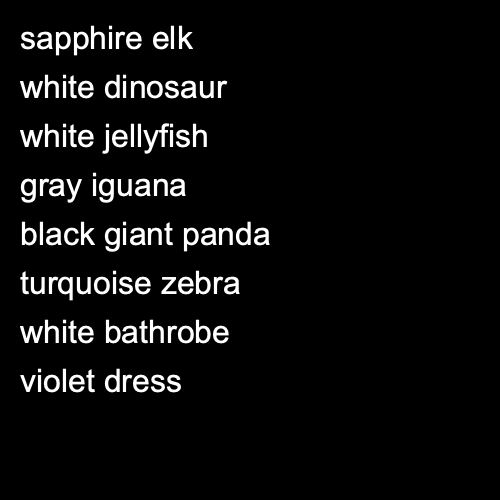 sapphire elk
white dinosaur
white jellyfish
gray iguana
black giant panda
turquoise zebra
white bathrobe
violet dress